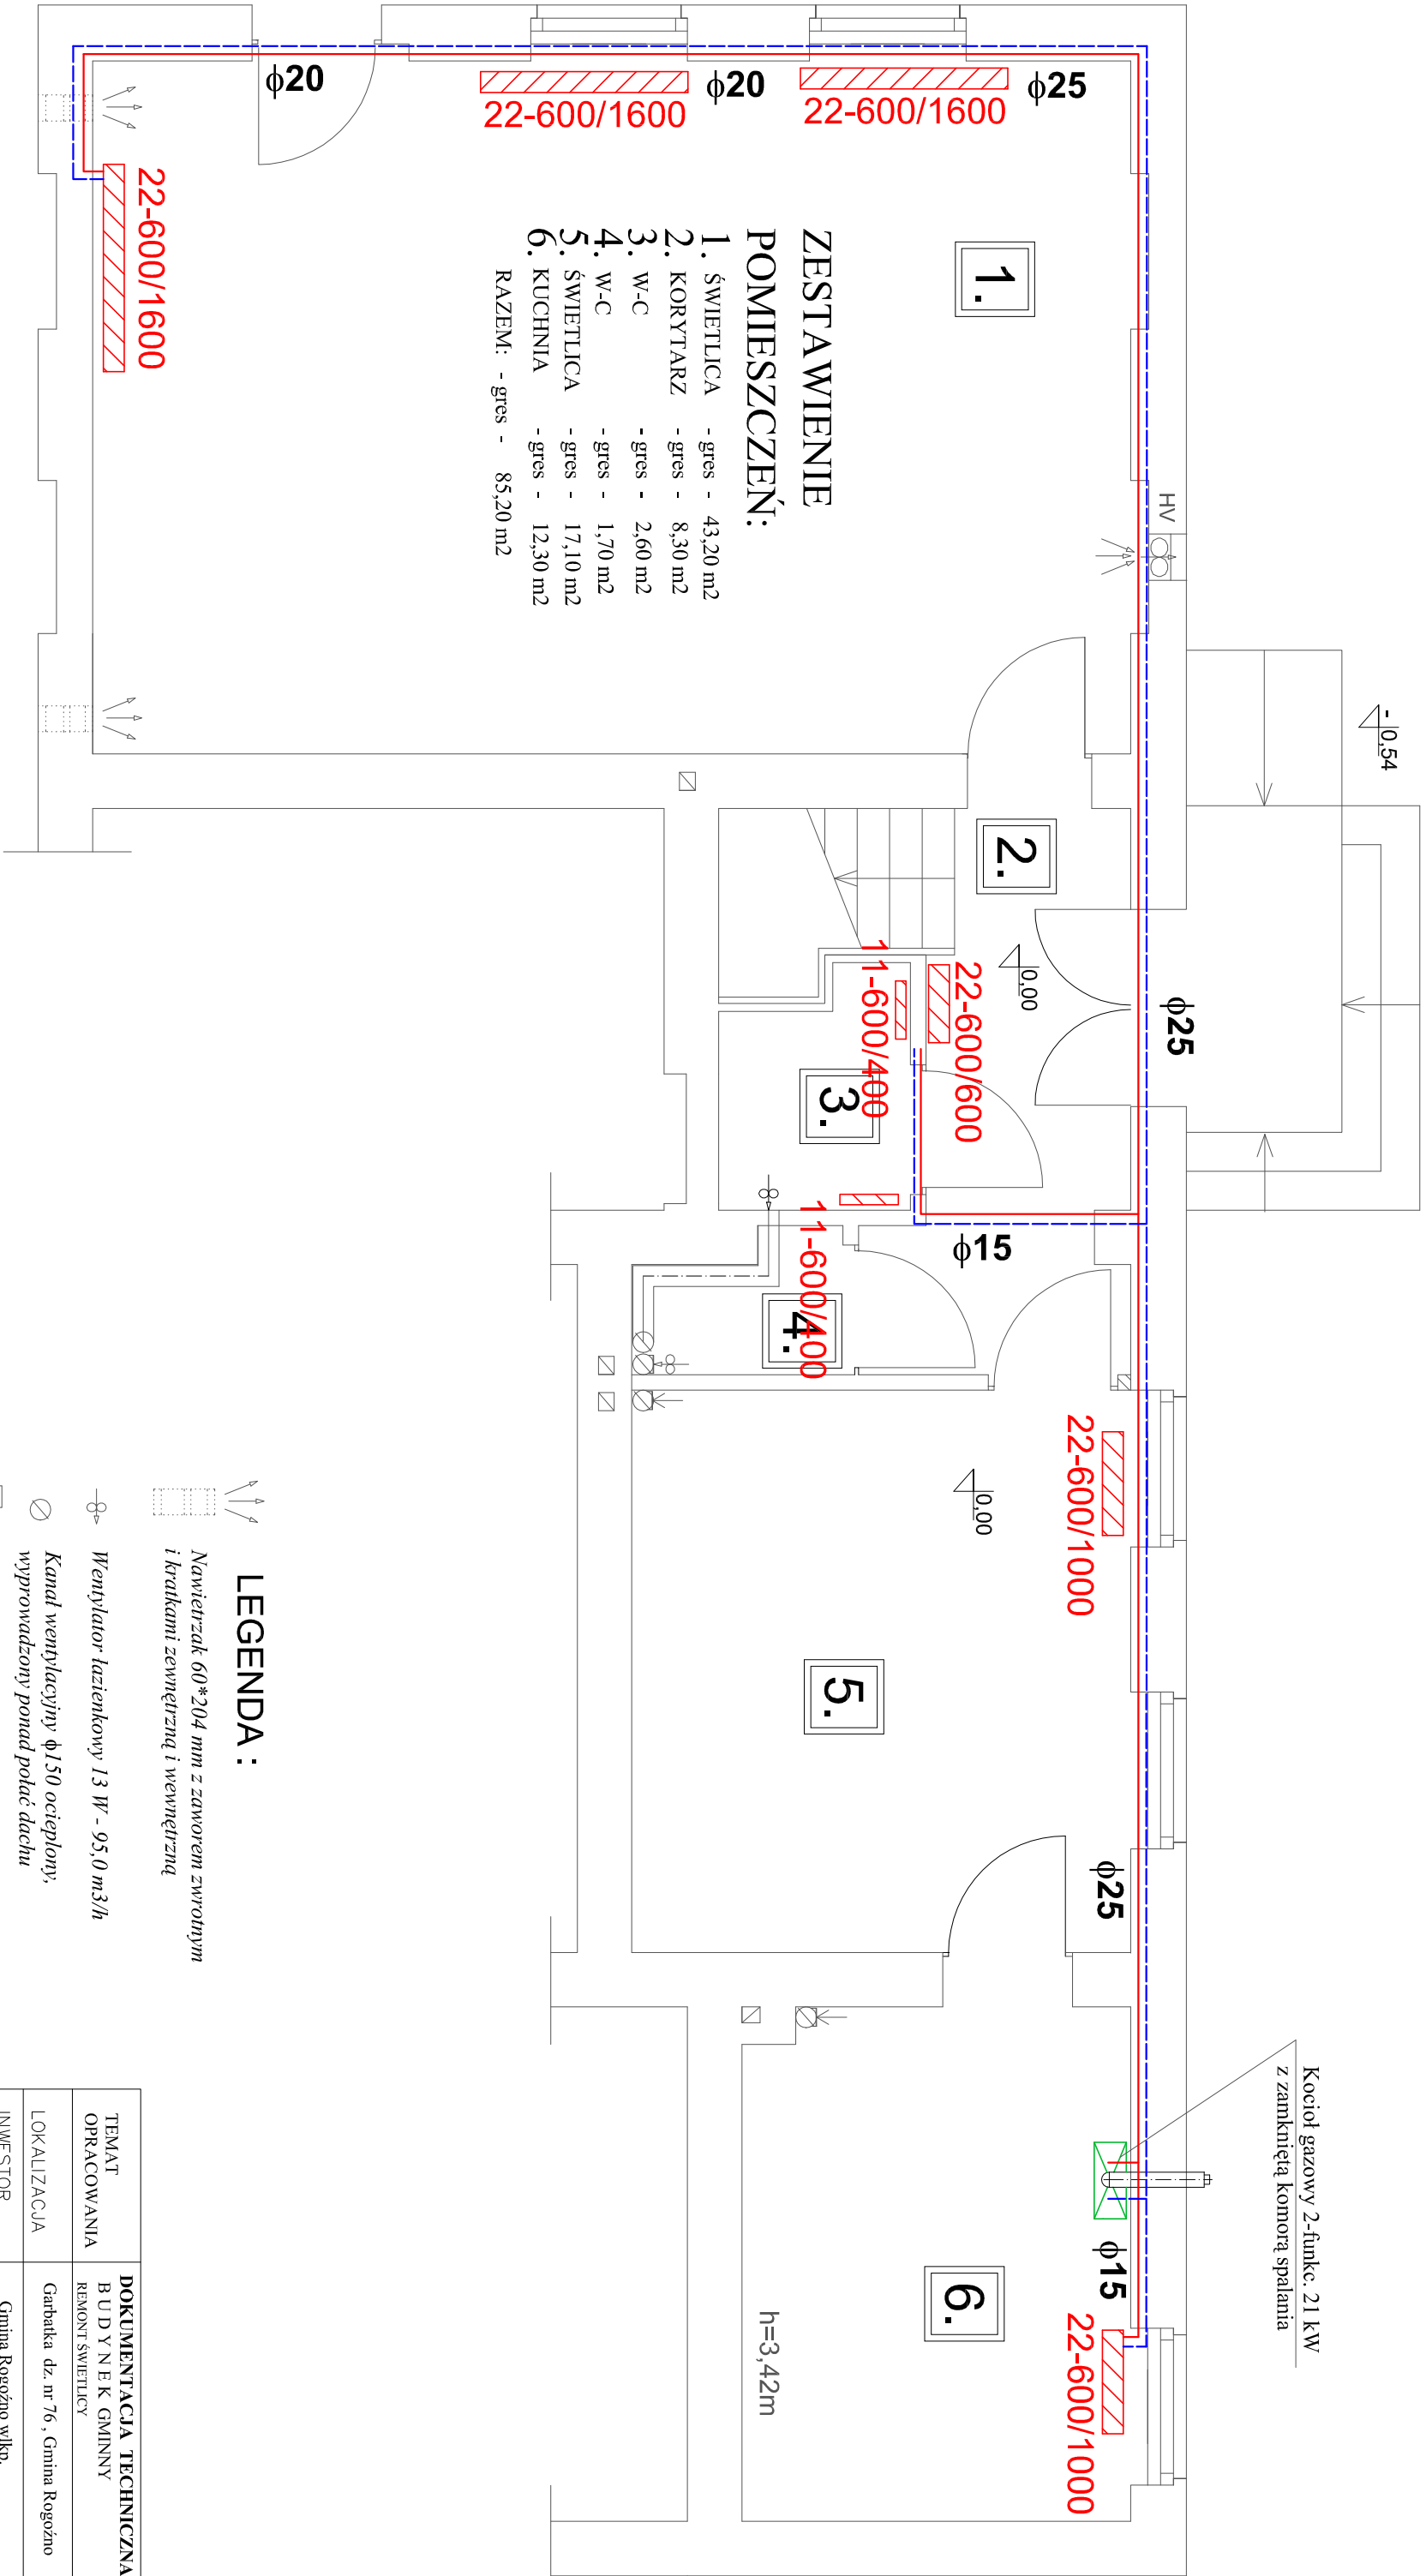 ZESTAWIENIE
POMIESZCZEŃ:
1. ŚWIETLICA - gres - 43,20 m2
2. KORYTARZ - gres - 8,30 m2
3. W-C - gres - 2,60 m2
4. W-C - gres - 1,70 m2
5. ŚWIETLICA - gres - 17,10 m2
6. KUCHNIA - gres - 12,30 m2
RAZEM: - gres - 85,20 m2
1.
2.
3.
4.
5.
6.
ϕ20
ϕ20
ϕ25
22-600/1600
22-600/1600
22-600/1600
HV
-0,54
0,00
ϕ25
22-600/600
11-600/400
11-600/400
ϕ15
22-600/1000
0,00
ϕ25
Kocioł gazowy 2-funkc. 21 kW
z zamkniętą komorą spalania
ϕ15
22-600/1000
h=3,42m
LEGENDA :
Nawietrzak 60*204 mm z zaworem zwrotnym
i kratkami zewnętrzną i wewnętrzną
Wentylator łazienkowy 13 W - 95,0 m3/h
Kanał wentylacyjny ϕ150 ocieplony,
wyprowadzony ponad połać dachu
TEMAT
OPRACOWANIA
DOKUMENTACJA TECHNICZNA
B U D Y N E K GMINNY
REMONT ŚWIETLICY
LOKALIZACJA
Garbatka dz. nr 76 , Gmina Rogoźno
INWESTOR
Gmina Rogoźno wlkp.